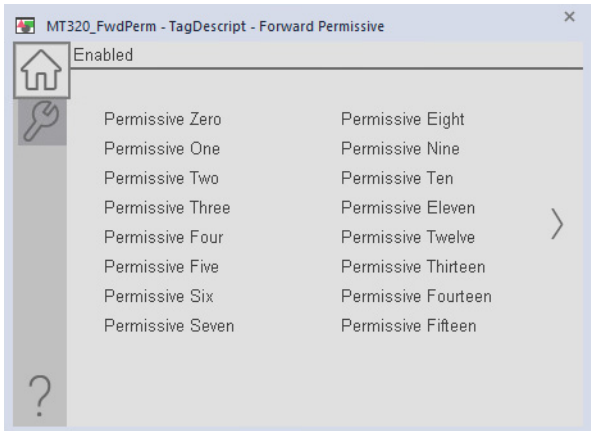 MT320_FwdPerm - TagDescript - Forward Permissive
Enabled
Permissive Zero
Permissive One
Permissive Two
Permissive Three
Permissive Four
Permissive Five
Permissive Six
Permissive Seven
Permissive Eight
Permissive Nine
Permissive Ten
Permissive Eleven
Permissive Twelve
Permissive Thirteen
Permissive Fourteen
Permissive Fifteen
?